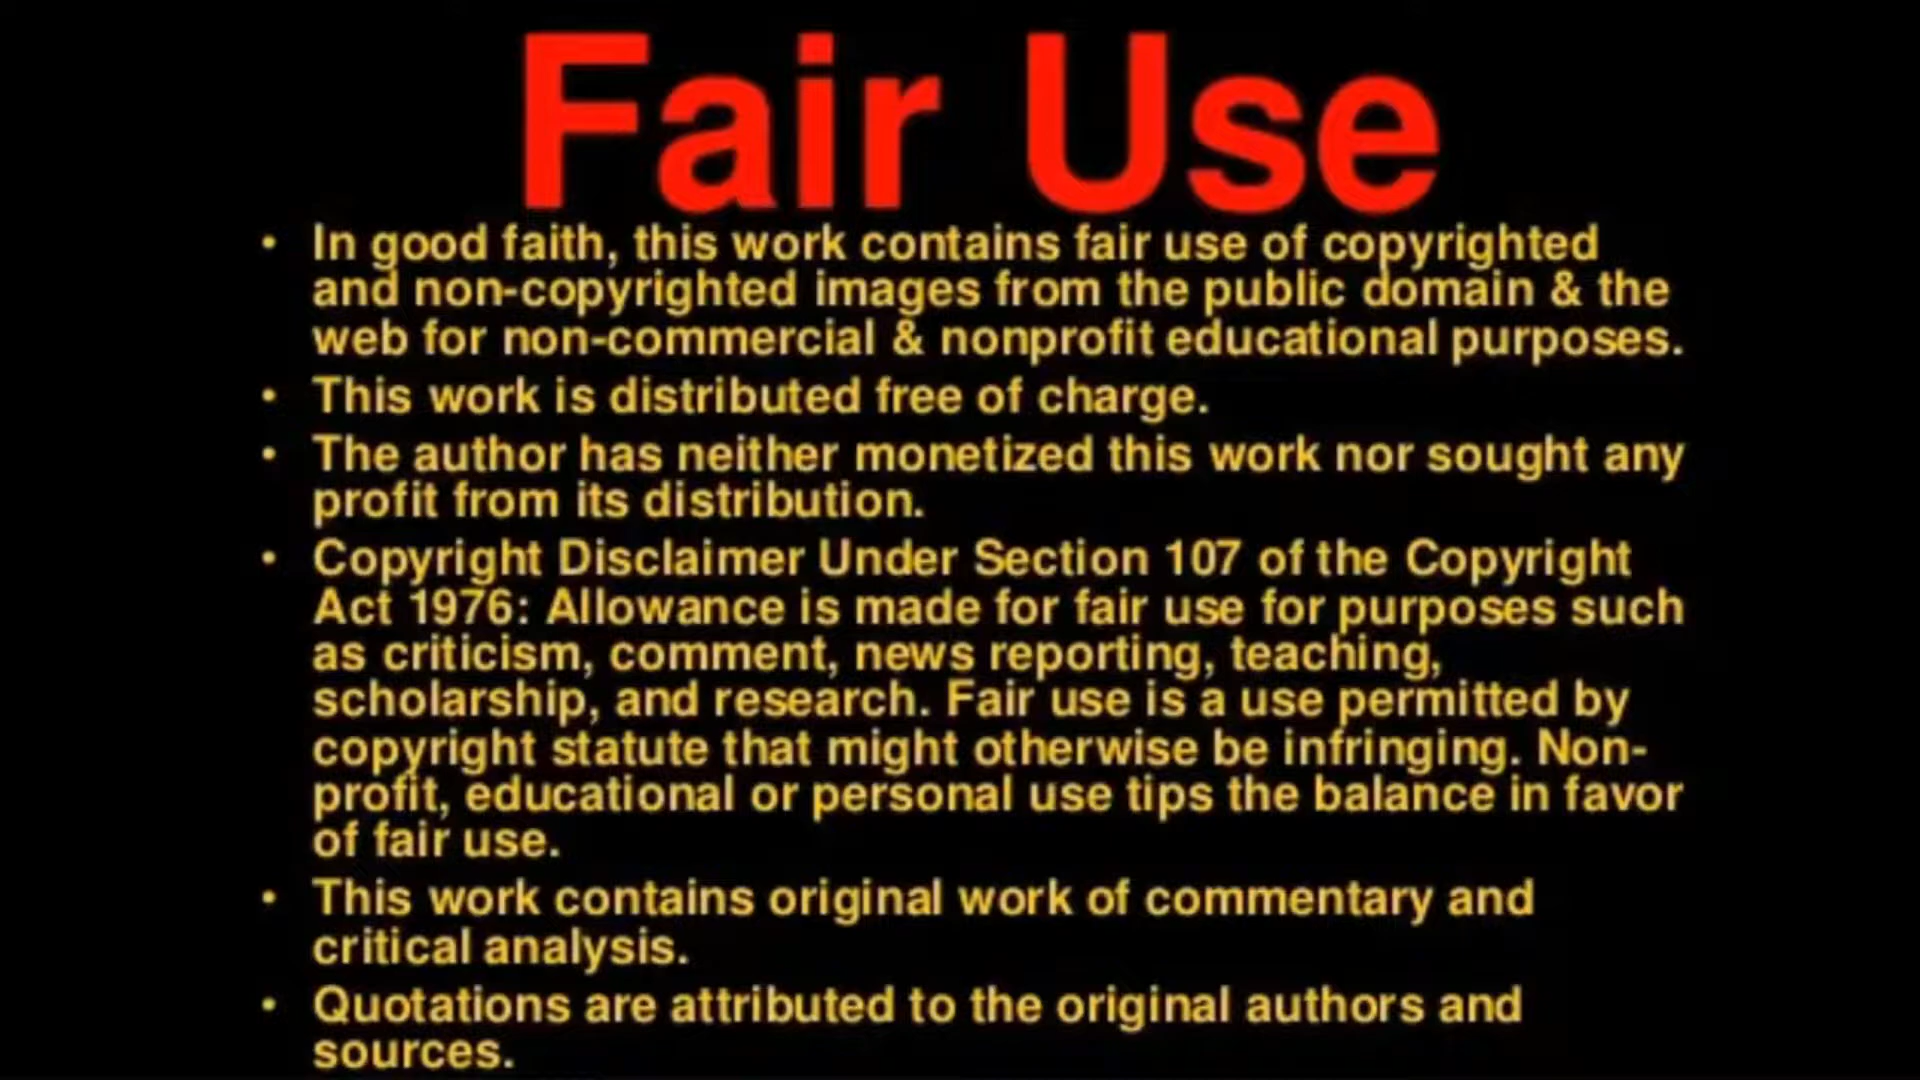 Fair Use
• In good faith, this work contains fair use of copyrighted
and non-copyrighted images from the public domain & the
web for non-commercial & nonprofit educational purposes.
• This work is distributed free of charge.
• The author has neither monetized this work nor sought any
profit from its distribution.
• Copyright Disclaimer Under Section 107 of the Copyright
Act 1976: Allowance is made for fair use for purposes such
as criticism, comment, news reporting, teaching,
scholarship, and research. Fair use is a use permitted by
copyright statute that might otherwise be infringing. Non-
profit, educational or personal use tips the balance in favor
of fair use.
• This work contains original work of commentary and
critical analysis.
• Quotations are attributed to the original authors and
sources.